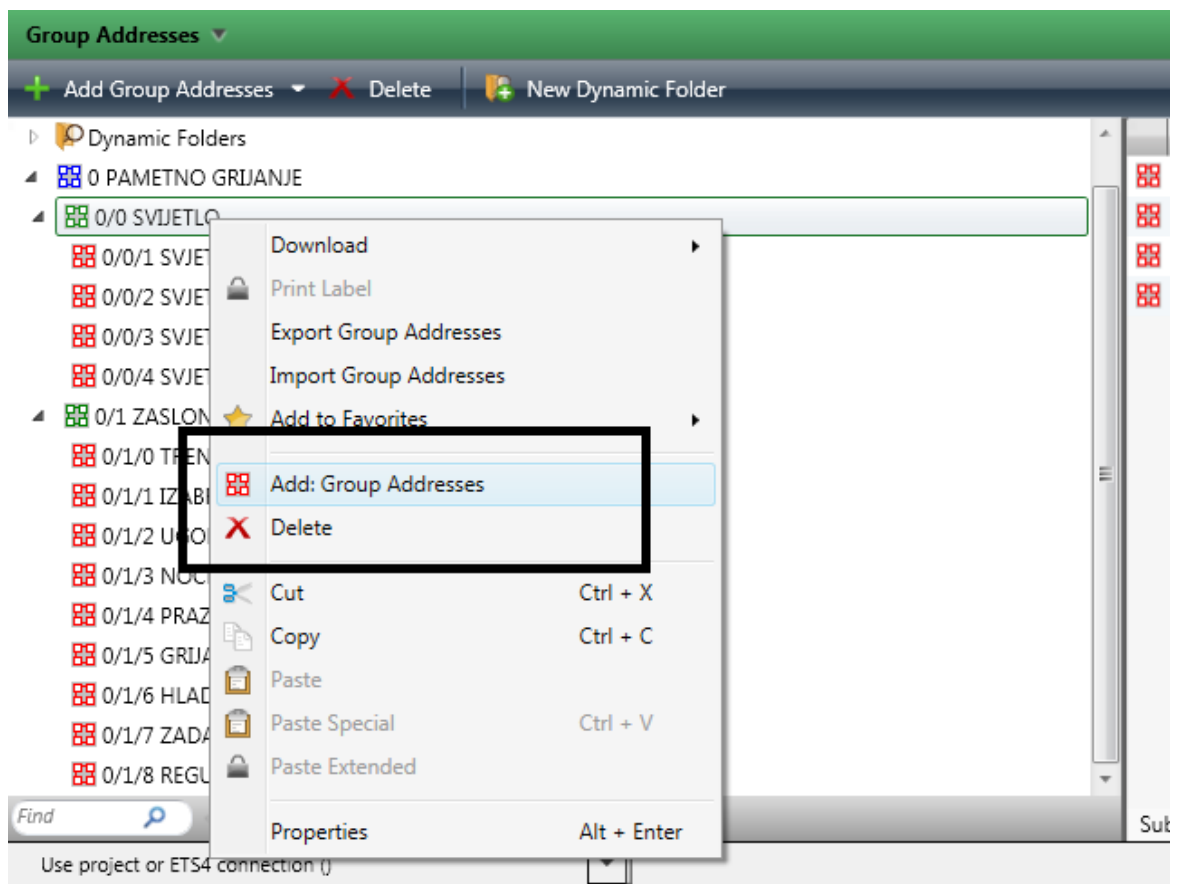 Group Addresses
Add Group Addresses Delete New Dynamic Folder
Dynamic Folders
0 PAMETNO GRIJANJE
0/0 SVIJETLO
0/0/1 SVJET
0/0/2 SVJET
0/0/3 SVJET
0/0/4 SVJET
0/1 ZASLON
0/1/0 TREN
0/1/1 IZABI
0/1/2 UGO
0/1/3 NOC
0/1/4 PRAZ
0/1/5 GRIJA
0/1/6 HLAD
0/1/7 ZADA
0/1/8 REGU
Download
Print Label
Export Group Addresses
Import Group Addresses
Add to Favorites
Add: Group Addresses
Delete
Cut Ctrl + X
Copy Ctrl + C
Paste
Paste Special Ctrl + V
Paste Extended
Properties Alt + Enter
Find
Sub
Use project or ETS4 connection ()